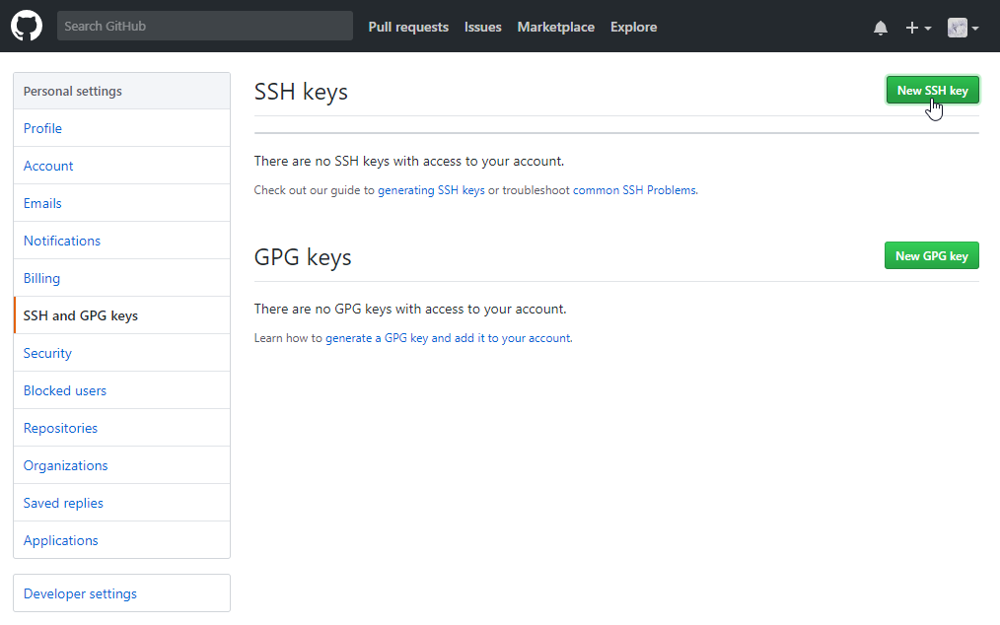 Search GitHub
Pull requests Issues Marketplace Explore
Personal settings
Profile
Account
Emails
Notifications
Billing
SSH and GPG keys
Security
Blocked users
Repositories
Organizations
Saved replies
Applications
Developer settings
SSH keys
New SSH key
There are no SSH keys with access to your account.
Check out our guide to generating SSH keys or troubleshoot common SSH Problems.
GPG keys
New GPG key
There are no GPG keys with access to your account.
Learn how to generate a GPG key and add it to your account.